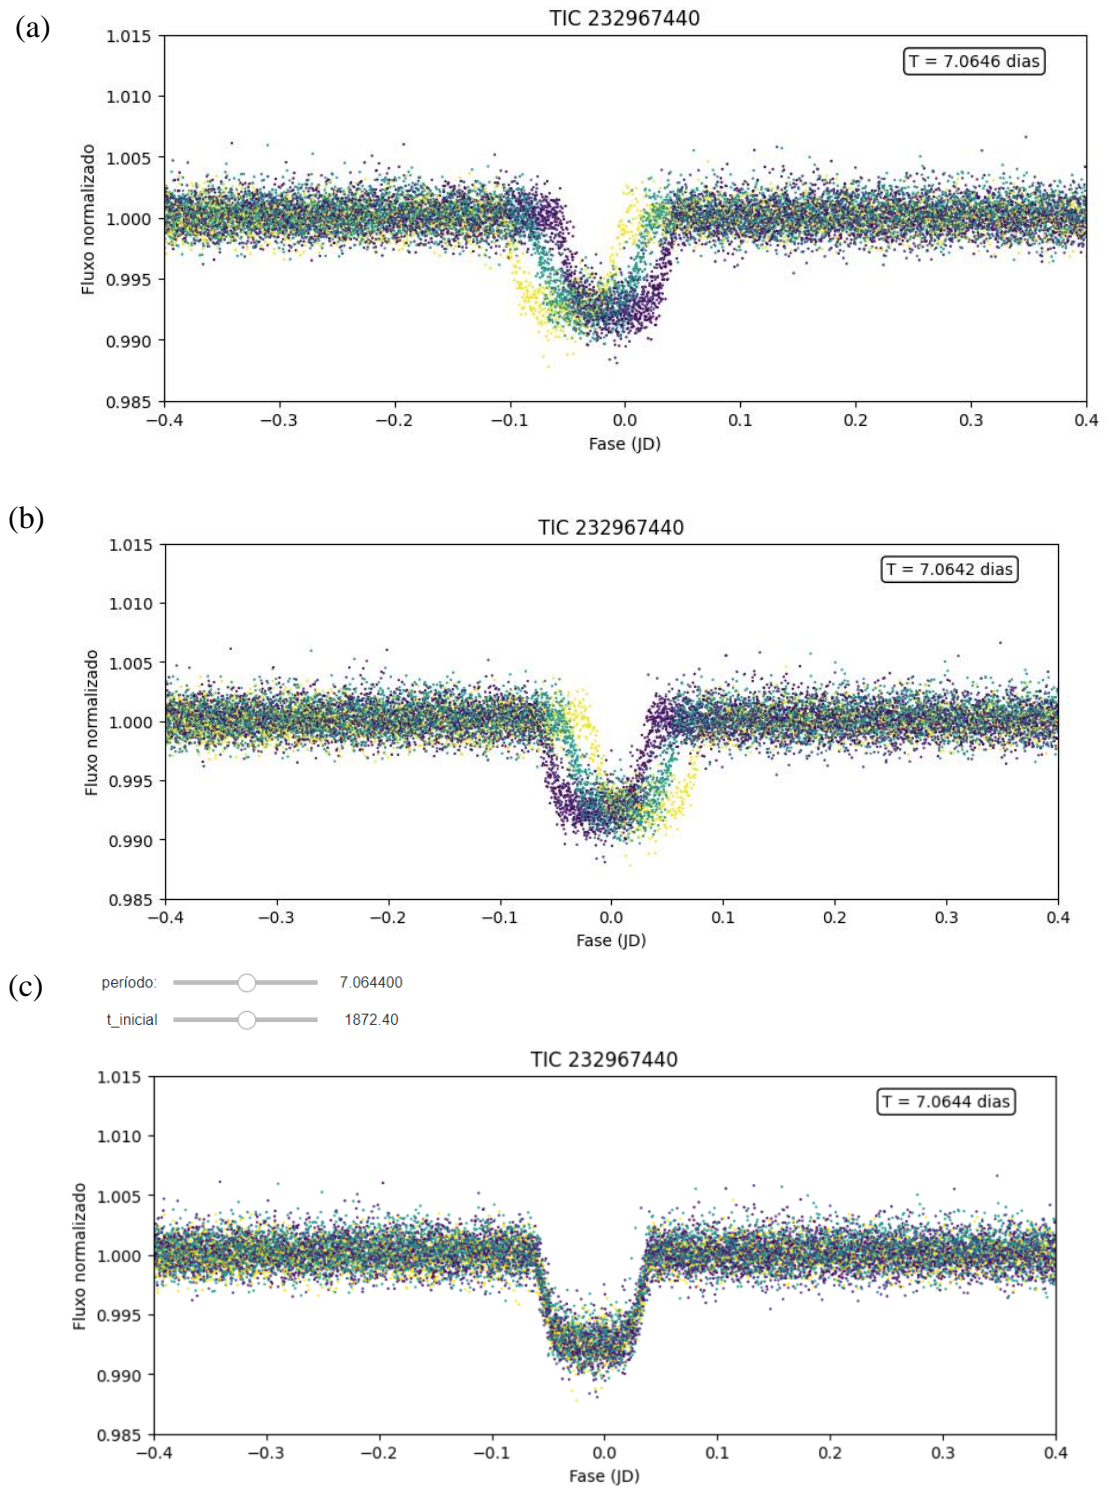 (a)
TIC 232967440
T = 7.0646 dias
1.015
1.010
1.005
1.000
0.995
0.990
0.985
Fluxo normalizado
−0.4 −0.3 −0.2 −0.1 0.0 0.1 0.2 0.3 0.4
Fase (JD)
(b)
TIC 232967440
T = 7.0642 dias
1.015
1.010
1.005
1.000
0.995
0.990
0.985
Fluxo normalizado
−0.4 −0.3 −0.2 −0.1 0.0 0.1 0.2 0.3 0.4
Fase (JD)
(c)
período: 7.064400
t_inicial 1872.40
TIC 232967440
T = 7.0644 dias
1.015
1.010
1.005
1.000
0.995
0.990
0.985
Fluxo normalizado
−0.4 −0.3 −0.2 −0.1 0.0 0.1 0.2 0.3 0.4
Fase (JD)